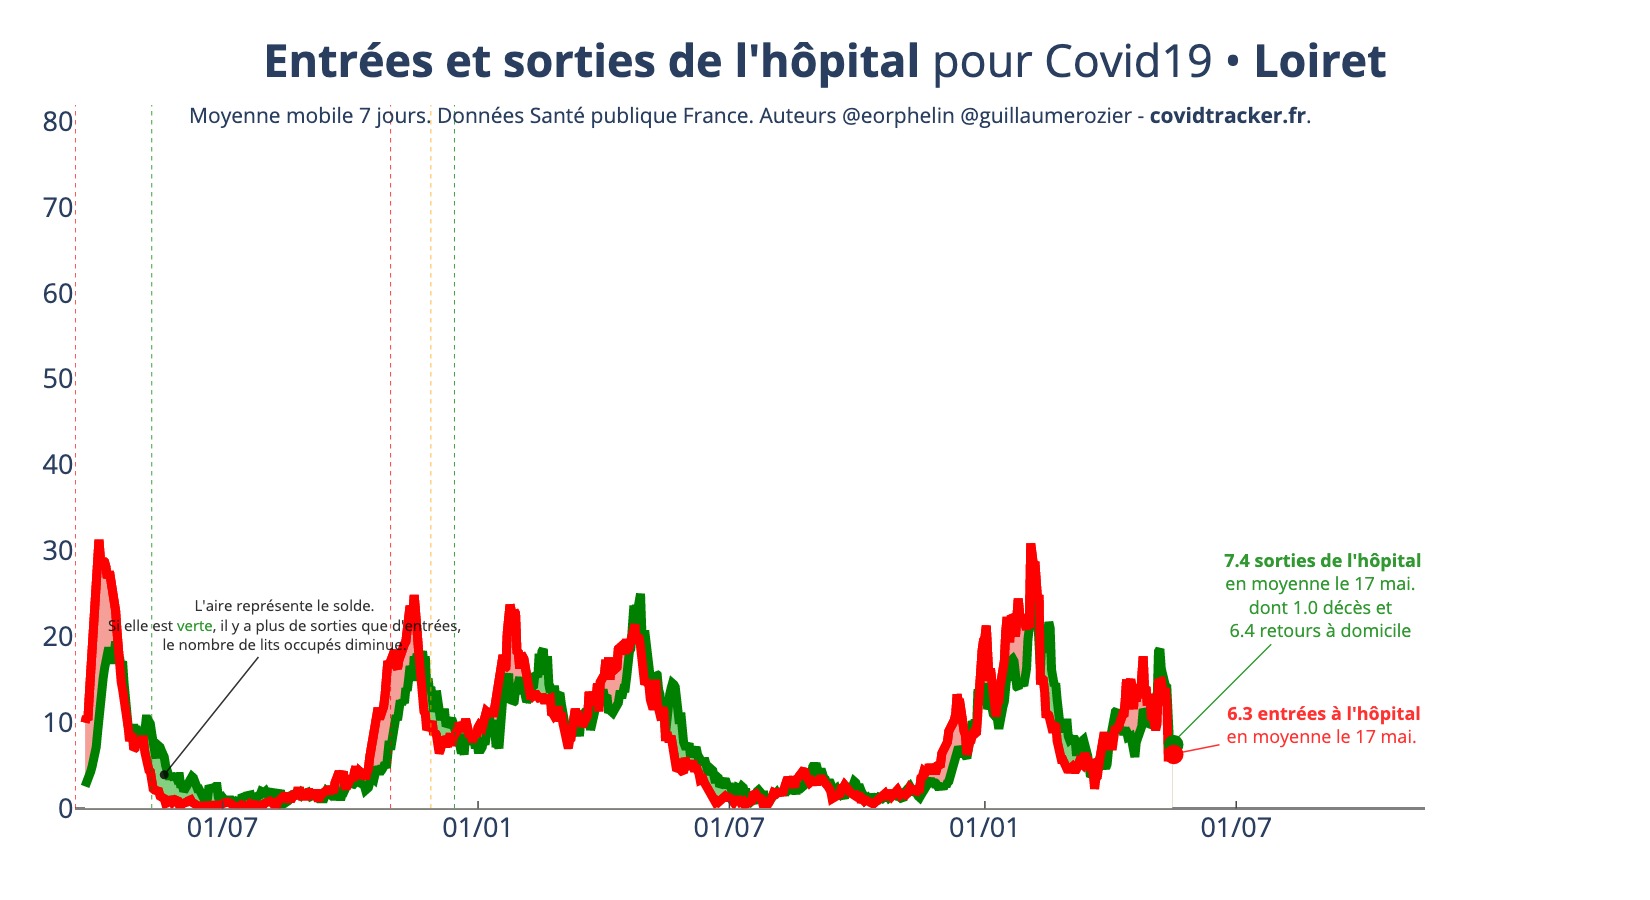 Entrées et sorties de l'hôpital pour Covid19 • Loiret
Moyenne mobile 7 jours. Données Santé publique France. Auteurs @eorphelin @guillaumerozier - covidtracker.fr.
80
70
60
50
40
30
20
10
0
L'aire représente le solde.
Si elle est verte, il y a plus de sorties que d'entrées,
le nombre de lits occupés diminue.
7.4 sorties de l'hôpital
en moyenne le 17 mai.
dont 1.0 décès et
6.4 retours à domicile
6.3 entrées à l'hôpital
en moyenne le 17 mai.
01/07 01/01 01/07 01/01 01/07